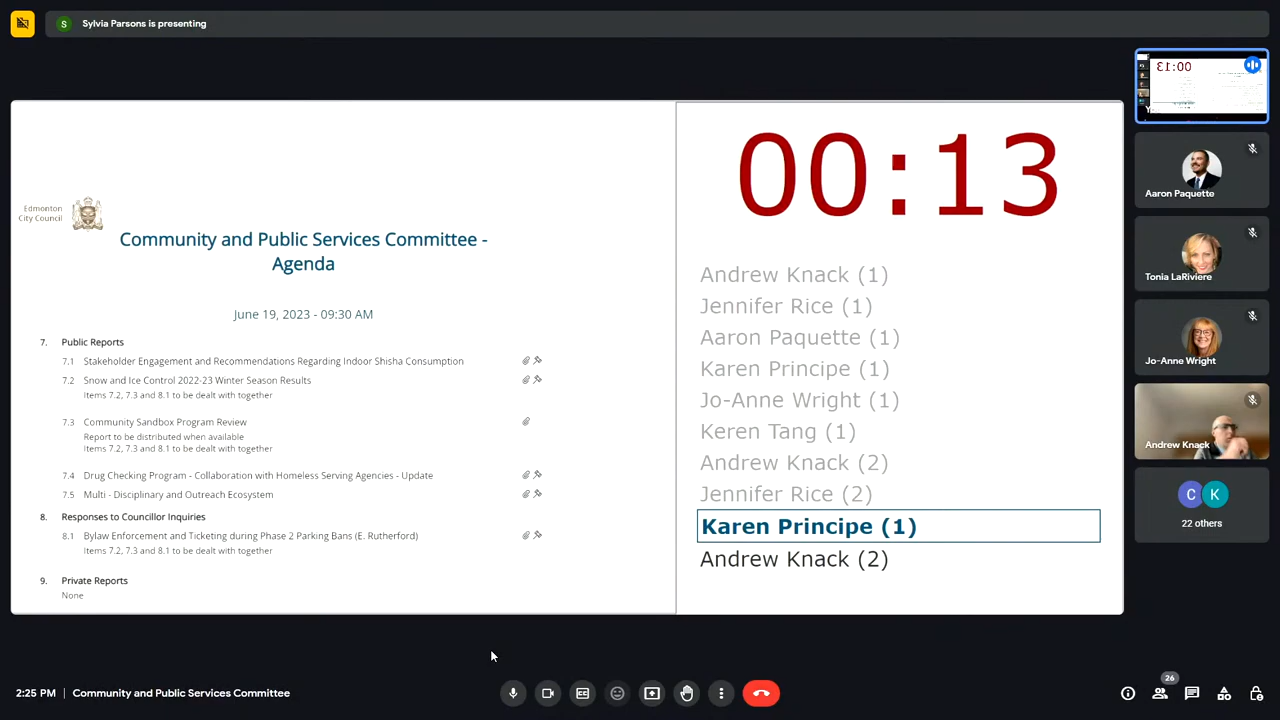 S Sylvia Parsons is presenting
Edmonton
City Council
Community and Public Services Committee -
Agenda
June 19, 2023 - 09:30 AM
7. Public Reports
7.1 Stakeholder Engagement and Recommendations Regarding Indoor Shisha Consumption
7.2 Snow and Ice Control 2022-23 Winter Season Results
Items 7.2, 7.3 and 8.1 to be dealt with together
7.3 Community Sandbox Program Review
Report to be distributed when available
Items 7.2, 7.3 and 8.1 to be dealt with together
7.4 Drug Checking Program - Collaboration with Homeless Serving Agencies - Update
7.5 Multi - Disciplinary and Outreach Ecosystem
8. Responses to Councillor Inquiries
8.1 Bylaw Enforcement and Ticketing during Phase 2 Parking Bans (E. Rutherford)
Items 7.2, 7.3 and 8.1 to be dealt with together
9. Private Reports
None
00:13
Andrew Knack (1)
Jennifer Rice (1)
Aaron Paquette (1)
Karen Principe (1)
Jo-Anne Wright (1)
Keren Tang (1)
Andrew Knack (2)
Jennifer Rice (2)
Karen Principe (1)
Andrew Knack (2)
00:13
Aaron Paquette
Tonia LaRiviere
Jo-Anne Wright
Andrew Knack
C K
22 others
2:25 PM | Community and Public Services Committee
26